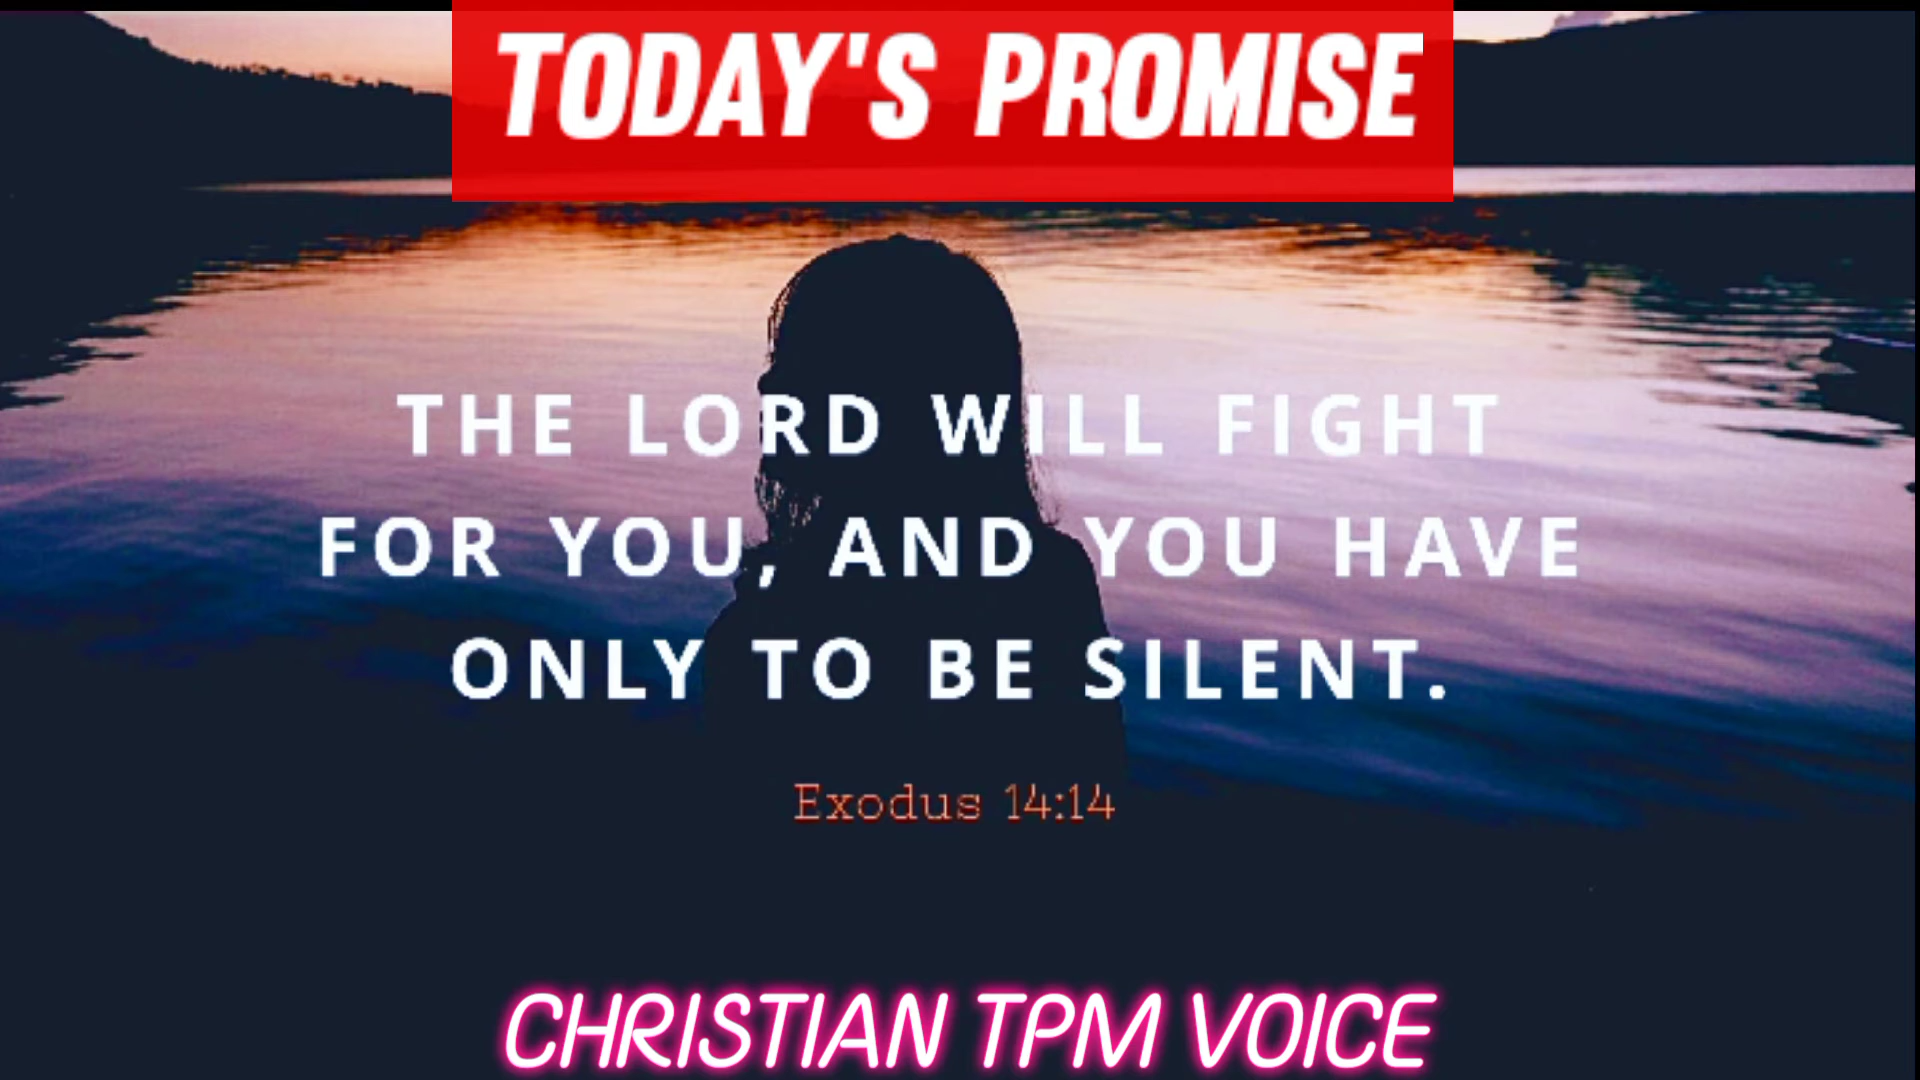 TODAY'S PROMISE
THE LORD WILL FIGHT
FOR YOU, AND YOU HAVE
ONLY TO BE SILENT.
Exodus 14:14
CHRISTIAN TPM VOICE